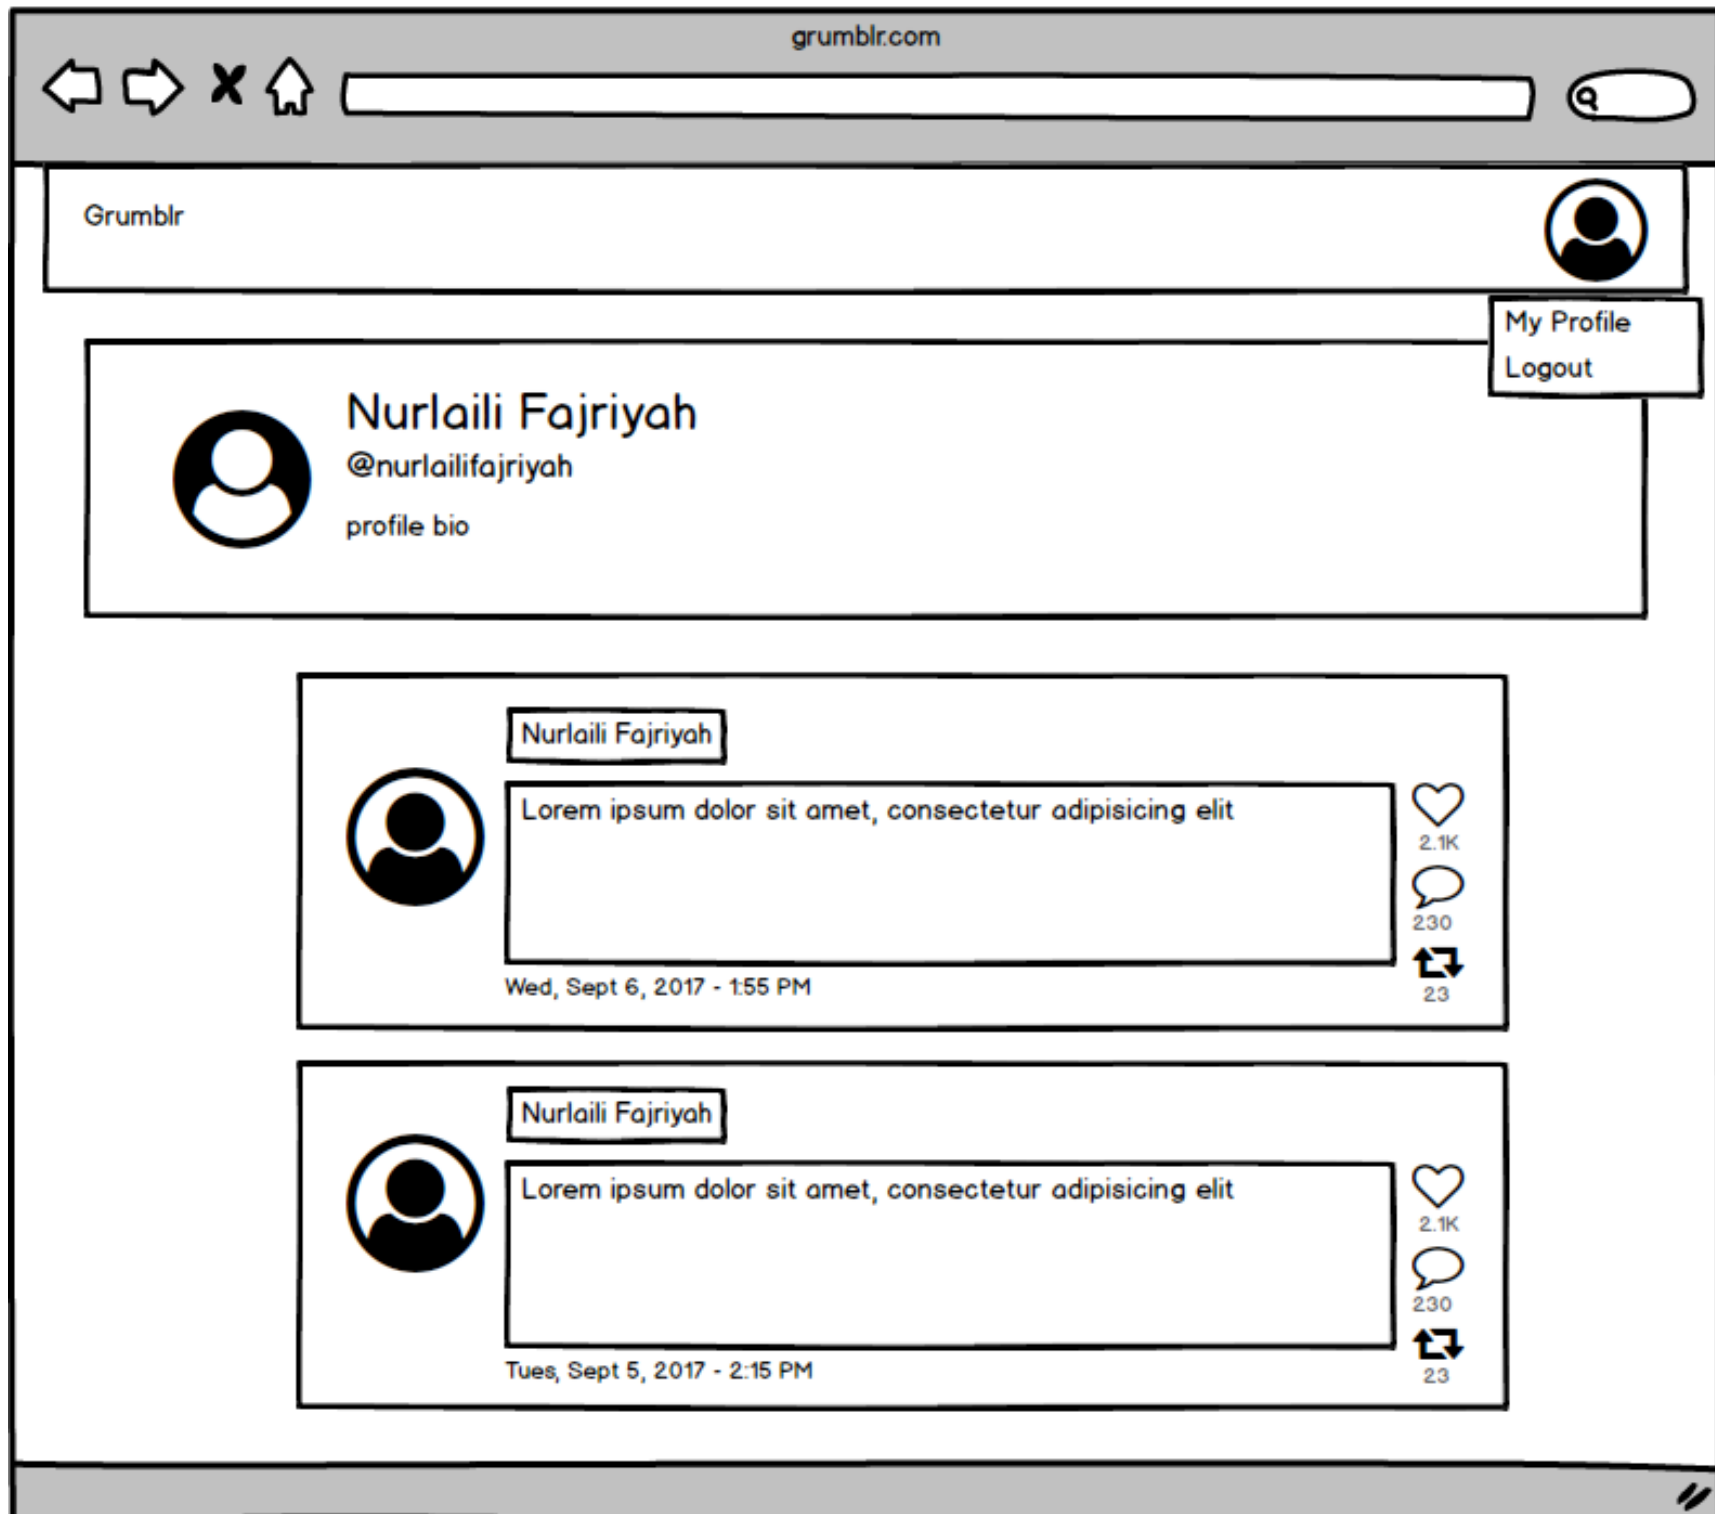 grumblr.com
Grumblr
My Profile
Logout
Nurlaili Fajriyah
@nurlailifajriyah
profile bio
Nurlaili Fajriyah
Lorem ipsum dolor sit amet, consectetur adipisicing elit
2.1K
230
23
Wed, Sept 6, 2017 - 1:55 PM
Nurlaili Fajriyah
Lorem ipsum dolor sit amet, consectetur adipisicing elit
2.1K
230
23
Tues, Sept 5, 2017 - 2:15 PM